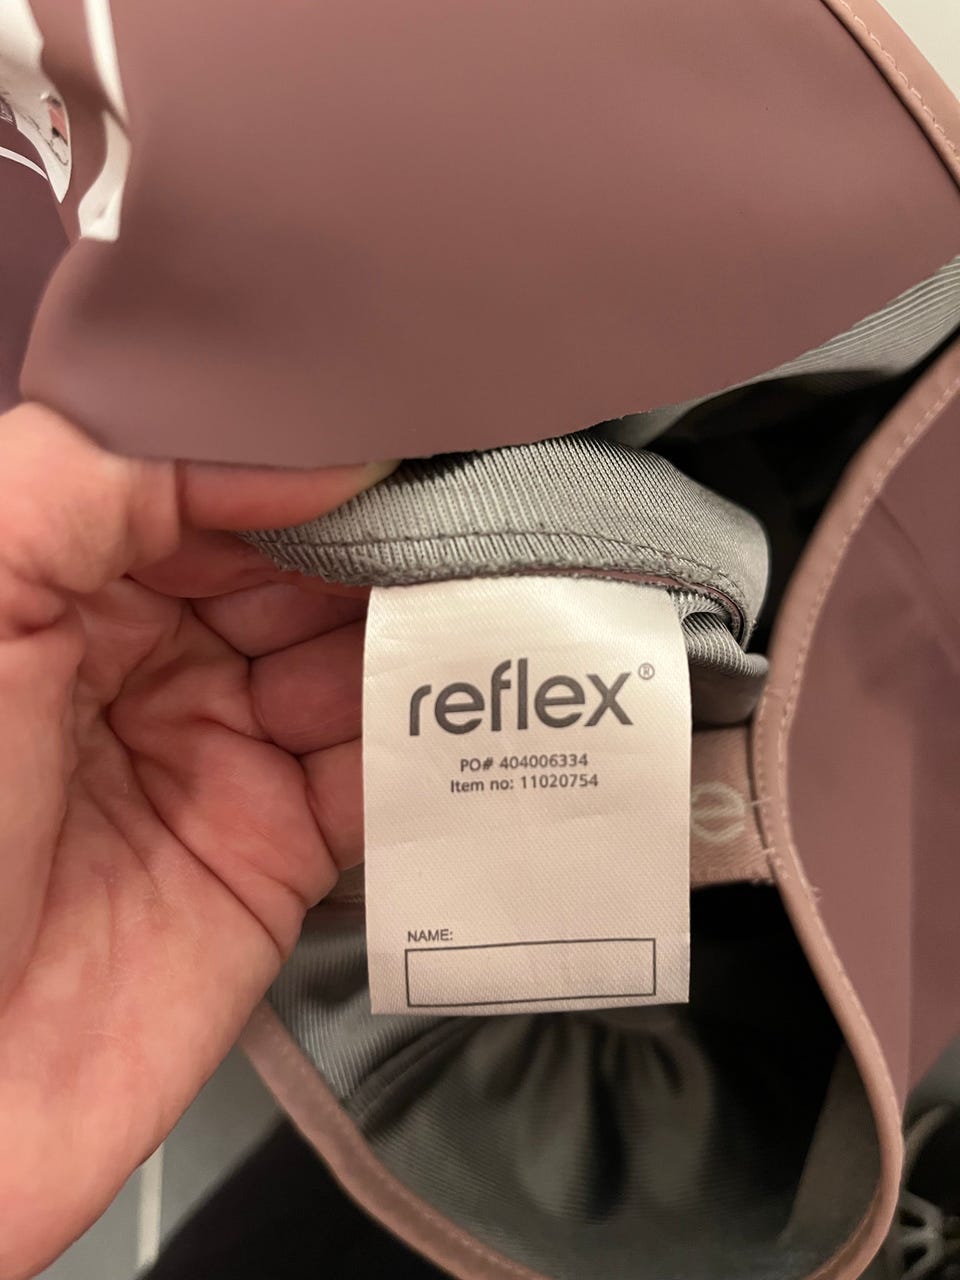 reflex®
PO# 404006334
Item no: 11020754
e
NAME: